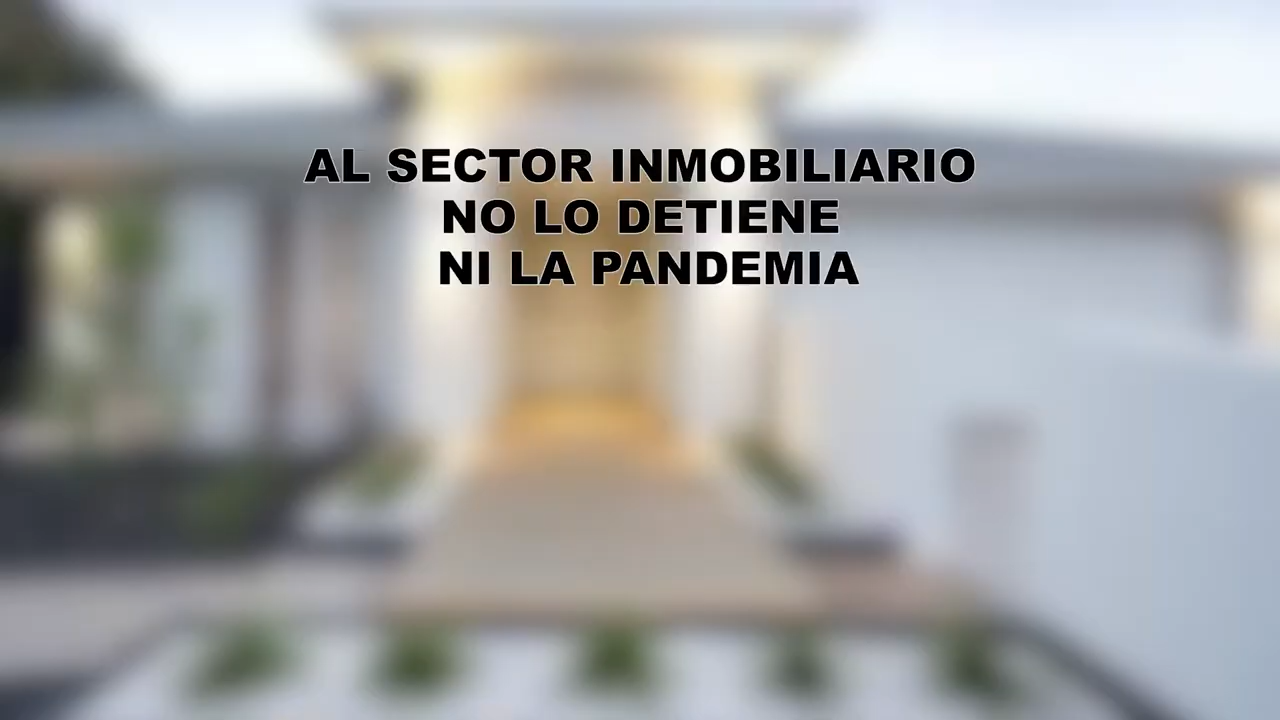 AL SECTOR INMOBILIARIO
NO LO DETIENE
NI LA PANDEMIA